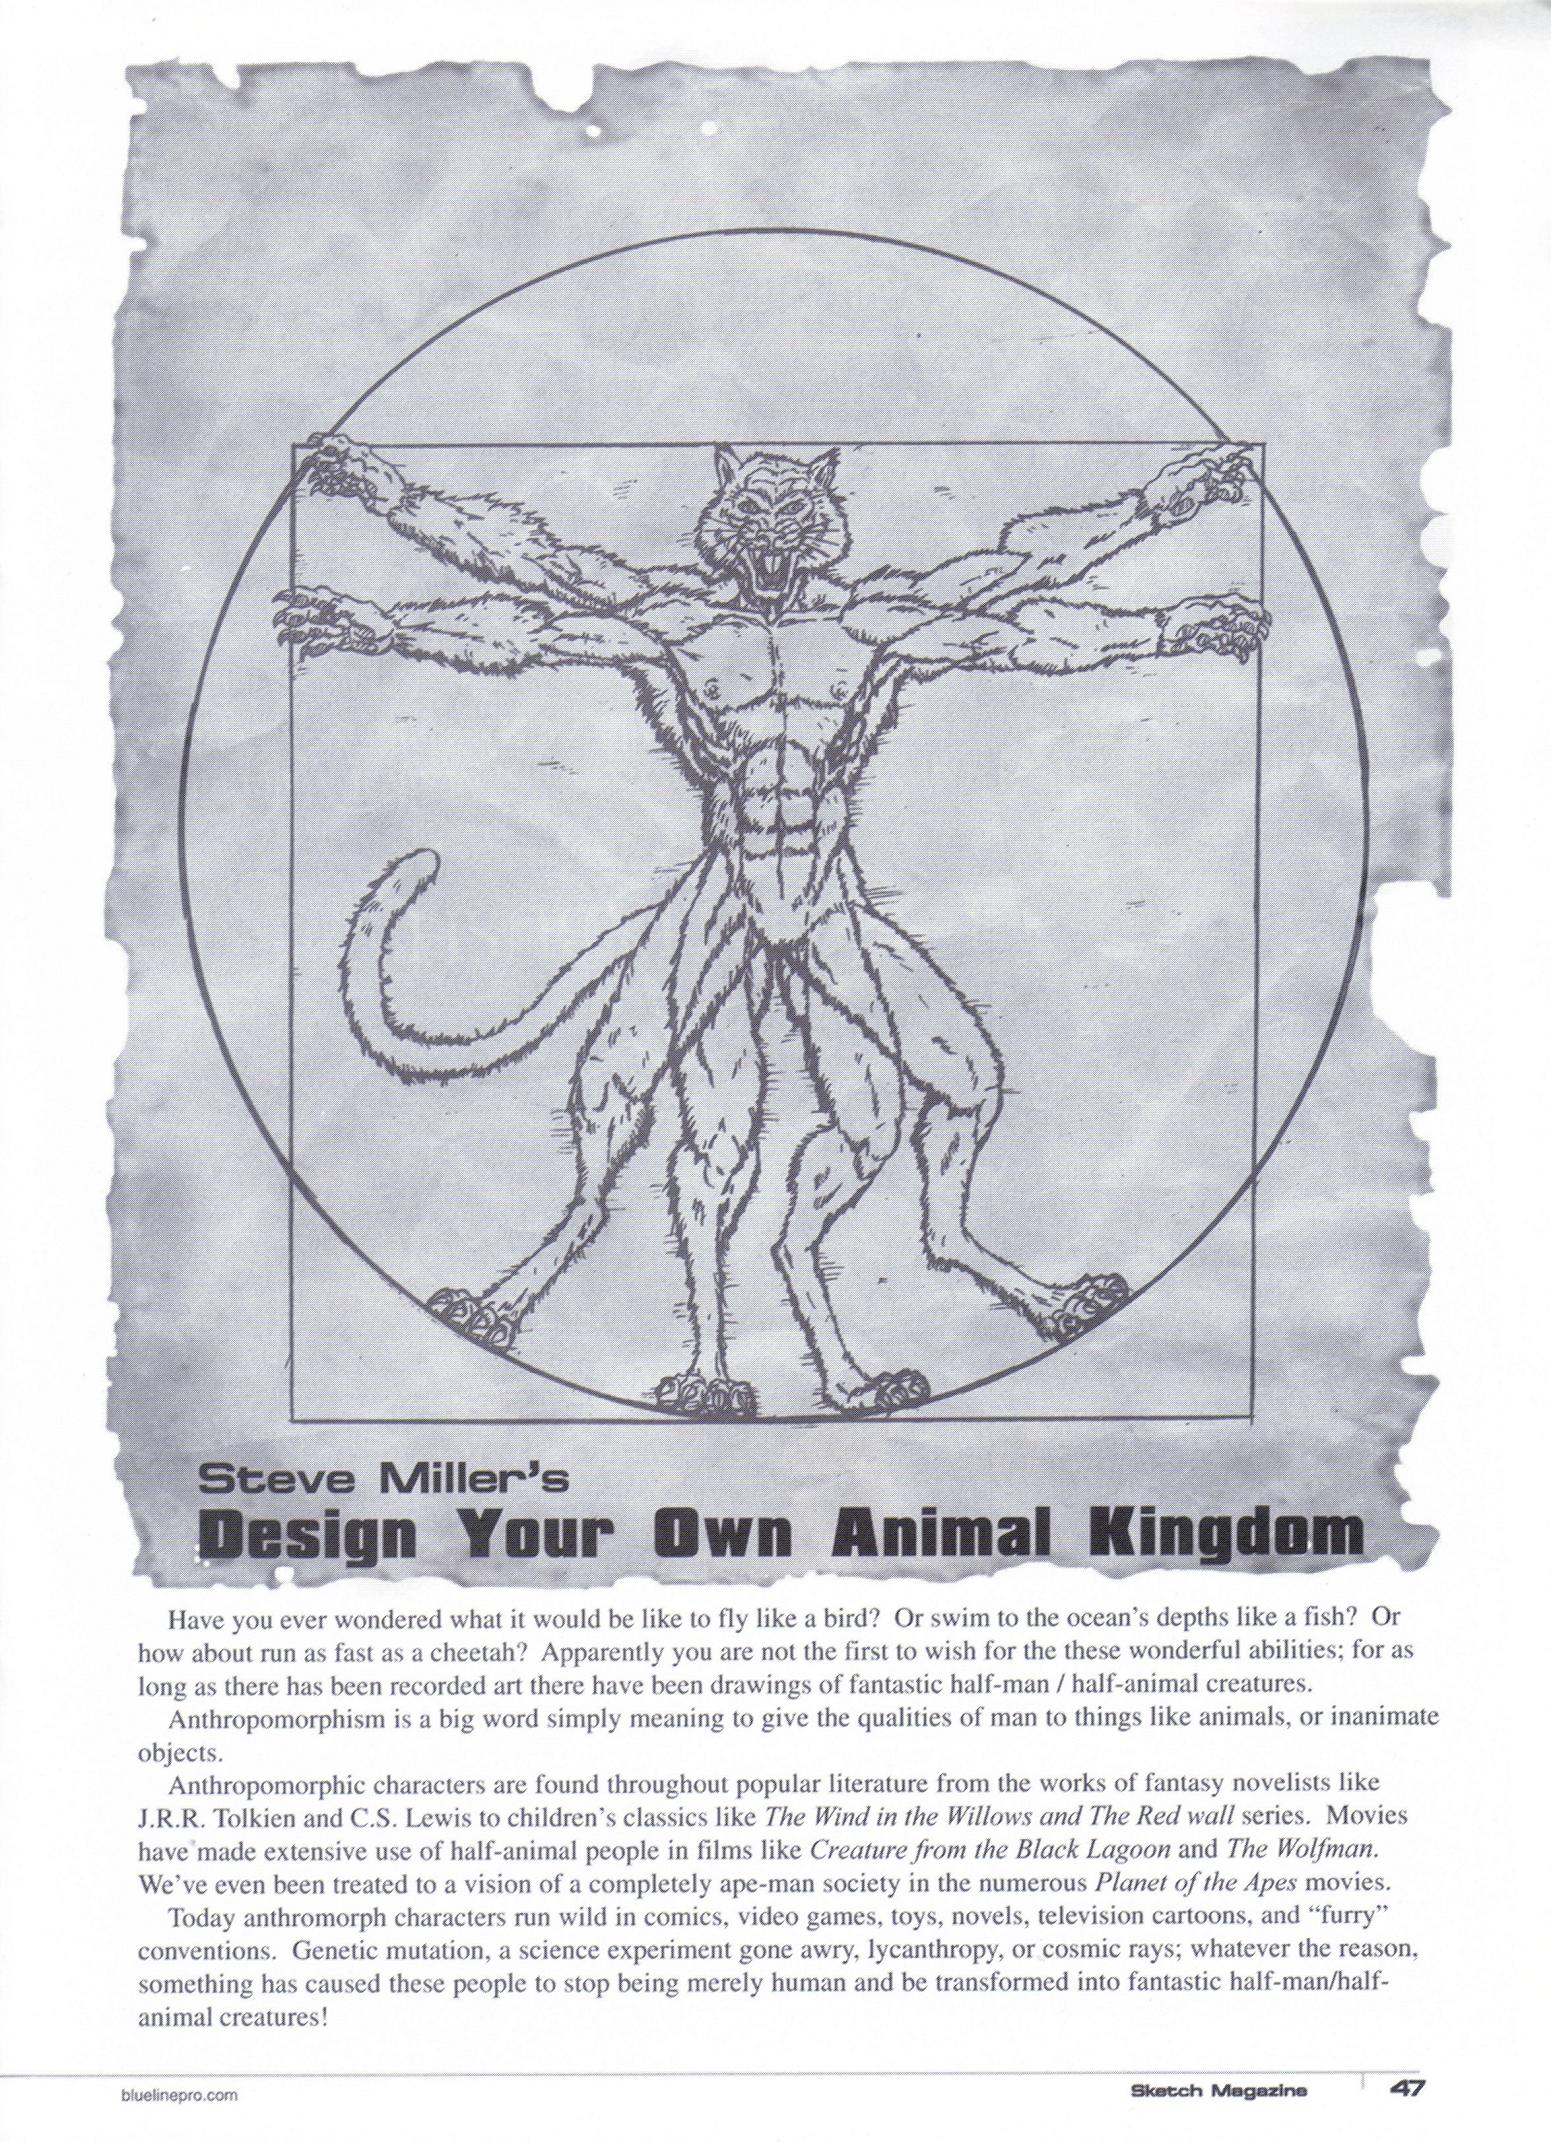 Steve Miller's
Design Your Own Animal Kingdom
Have you ever wondered what it would be like to fly like a bird? Or swim to the ocean's depths like a fish? Or
how about run as fast as a cheetah? Apparently you are not the first to wish for the these wonderful abilities; for as
long as there has been recorded art there have been drawings of fantastic half-man / half-animal creatures.
Anthropomorphism is a big word simply meaning to give the qualities of man to things like animals, or inanimate
objects.
Anthropomorphic characters are found throughout popular literature from the works of fantasy novelists like
J.R.R. Tolkien and C.S. Lewis to children's classics like The Wind in the Willows and The Red wall series. Movies
have made extensive use of half-animal people in films like Creature from the Black Lagoon and The Wolfman.
We've even been treated to a vision of a completely ape-man society in the numerous Planet of the Apes movies.
Today anthromorph characters run wild in comics, video games, toys, novels, television cartoons, and "furry"
conventions. Genetic mutation, a science experiment gone awry, lycanthropy, or cosmic rays; whatever the reason,
something has caused these people to stop being merely human and be transformed into fantastic half-man/half-
animal creatures!
bluelinepro.com
Sketch Magazine 47